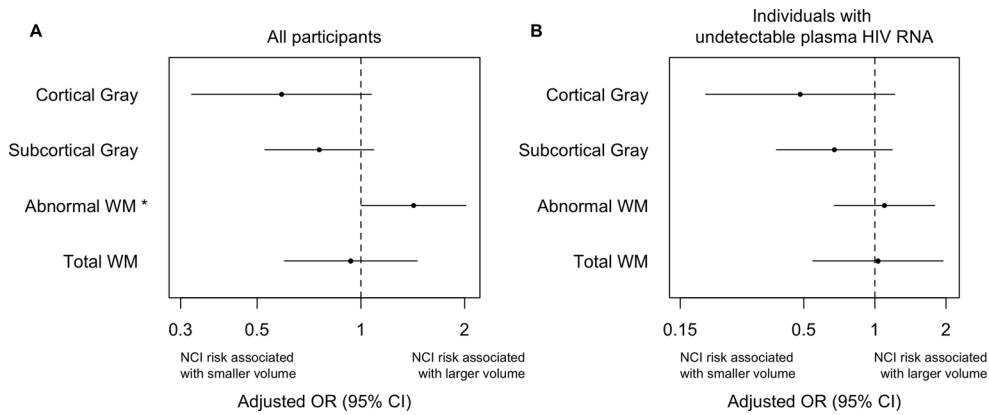 A
All participants
Cortical Gray
Subcortical Gray
Abnormal WM *
Total WM
0.3 0.5 1 2
NCI risk associated
with smaller volume
NCI risk associated
with larger volume
Adjusted OR (95% CI)
B
Individuals with
undetectable plasma HIV RNA
Cortical Gray
Subcortical Gray
Abnormal WM
Total WM
0.15 0.5 1 2
NCI risk associated
with smaller volume
NCI risk associated
with larger volume
Adjusted OR (95% CI)